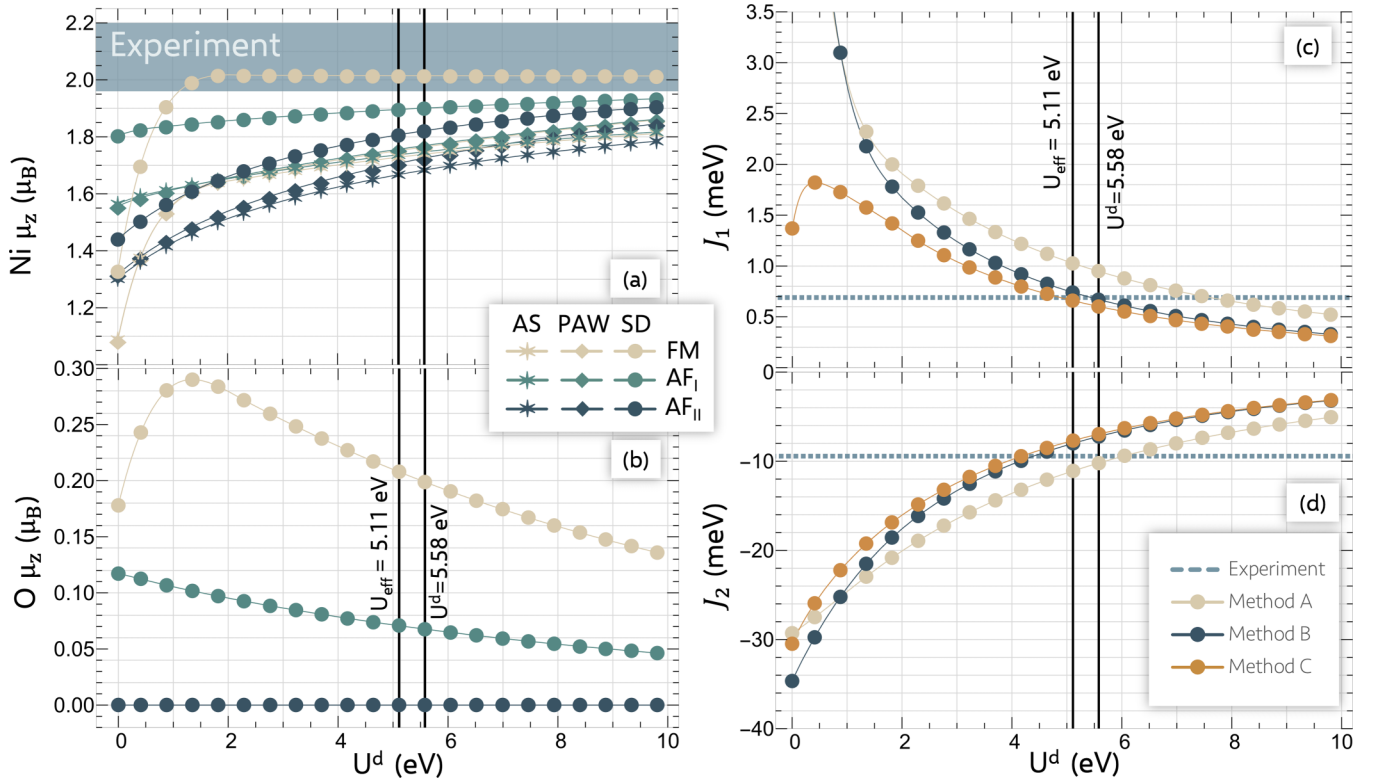 2.2
2.0
1.8
1.6
1.4
1.2
Ni μz (μB)
Experiment
(a)
AS PAW SD
FM
AFI
AFII
0.30
0.25
0.20
0.15
0.10
0.05
0.00
O μz (μB)
(b)
Ueff = 5.11 eV
Ud=5.58 eV
0 2 4 6 8 10
Ud (eV)
3.5
3.0
2.5
2.0
1.5
1.0
0.5
0
J1 (meV)
(c)
Ueff = 5.11 eV
Ud=5.58 eV
−10
−20
−30
−40
J2 (meV)
(d)
Experiment
Method A
Method B
Method C
0 2 4 6 8 10
Ud (eV)